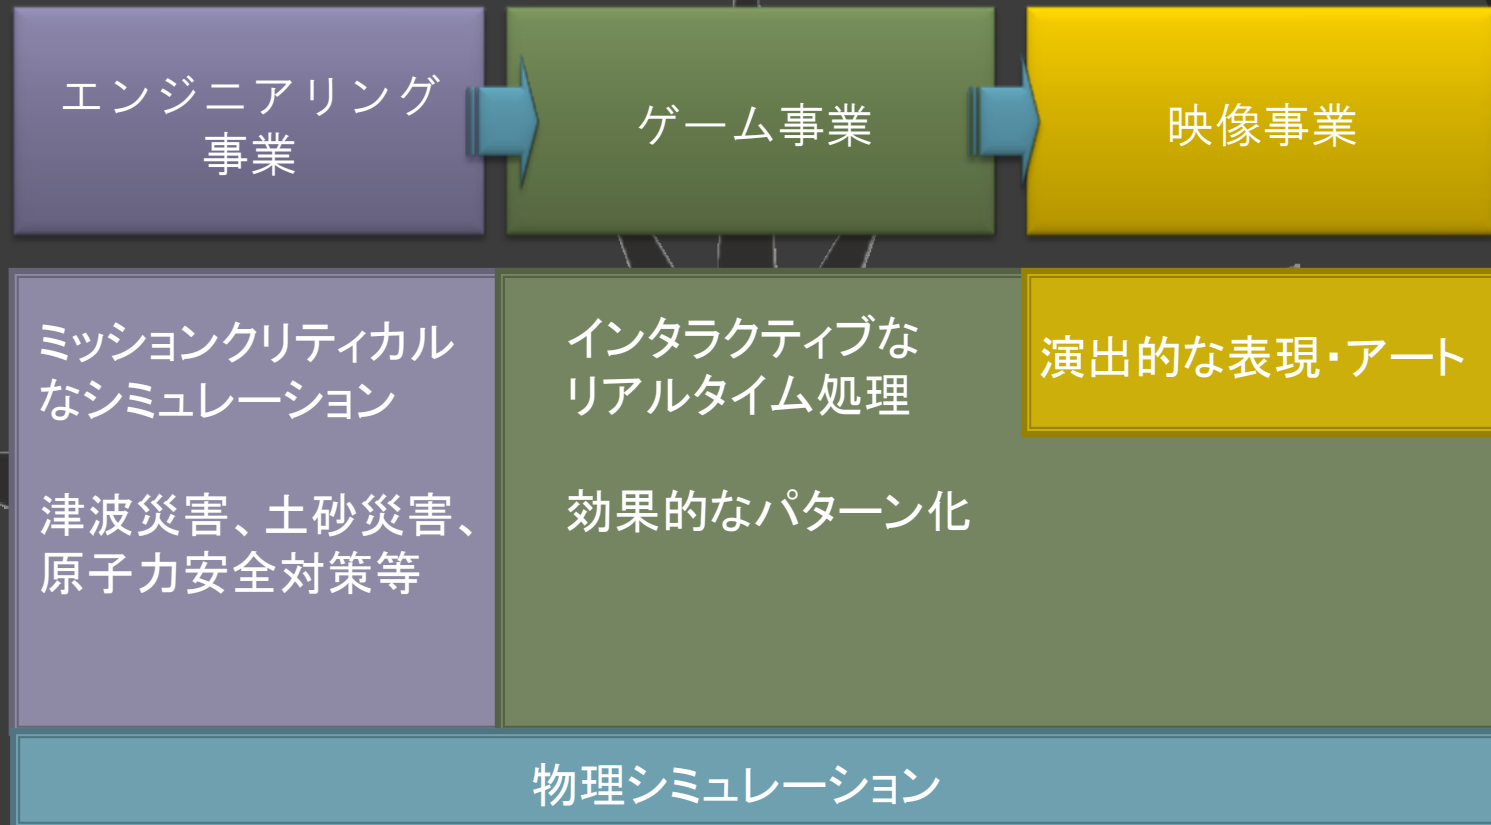 エンジニアリング
事業
ゲーム事業
映像事業
ミッションクリティカル
なシミュレーション
津波災害、土砂災害、
原子力安全対策等
インタラクティブな
リアルタイム処理
効果的なパターン化
演出的な表現・アート
物理シミュレーション